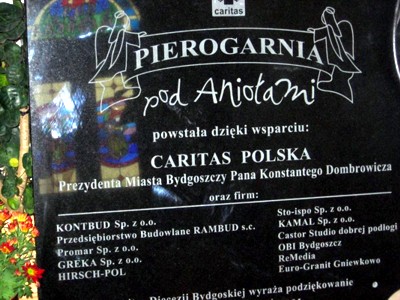 caritas
PIEROGARNIA
pod Aniołami
powstała dzięki wsparciu:
CARITAS POLSKA
Prezydenta Miasta Bydgoszczy Pana Konstantego Dombrowicza
oraz firm:
KONTBUD Sp. z o.o.
Przedsiębiorstwo Budowlane RAMBUD s.c.
Promar Sp. z o.o.
GRĘKA Sp. z o.o.
HIRSCH-POL
Sto-ispo Sp. z o.o.
KAMAL Sp. z o.o.
Castor Studio dobrej podłogi
OBI Bydgoszcz
ReMedia
Euro-Granit Gniewkowo
Diecezji Bydgoskiej wyraża podziękowanie